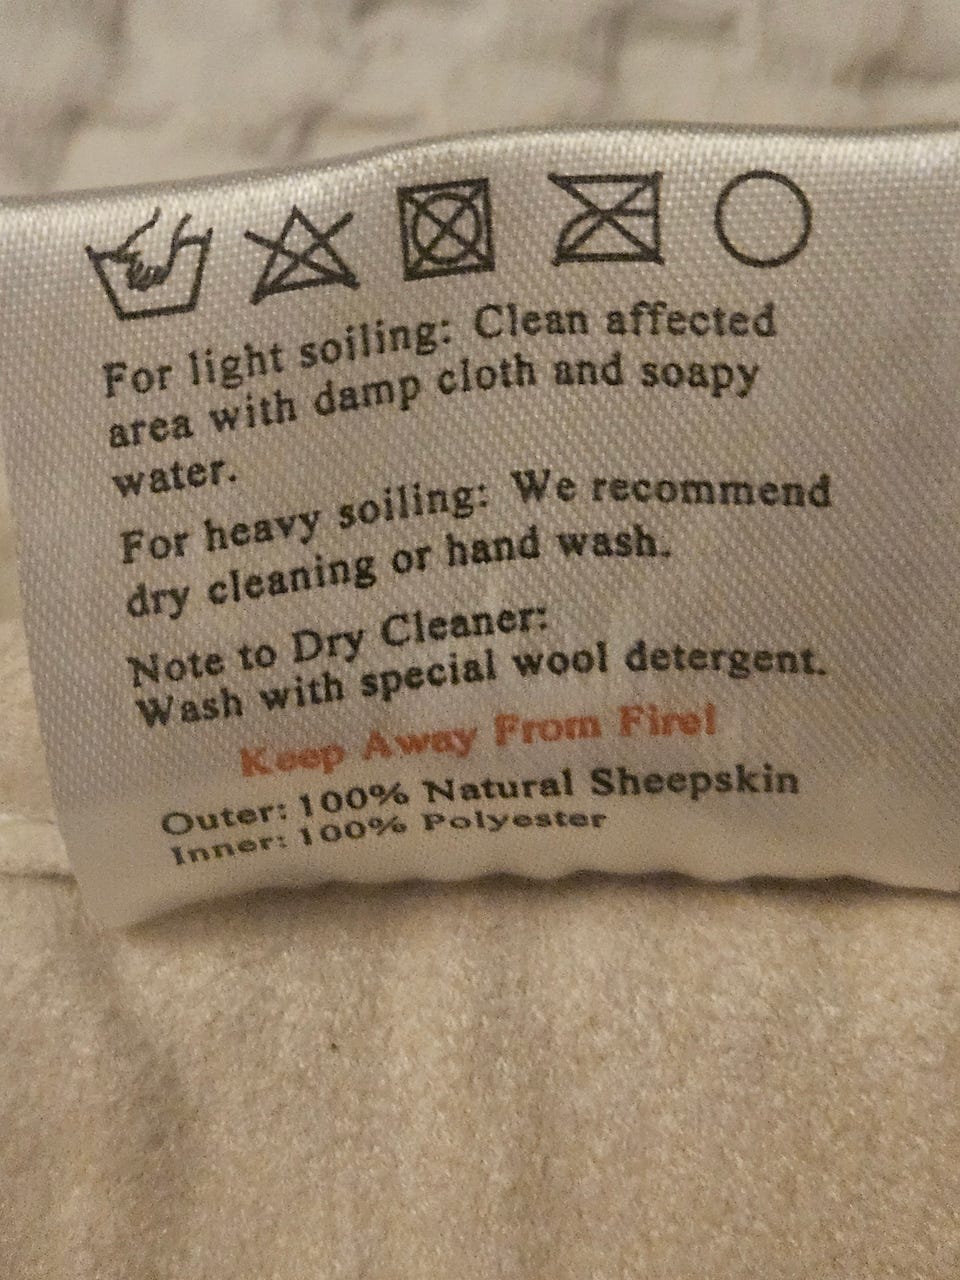 For light soiling: Clean affected
area with damp cloth and soapy
water.
For heavy soiling: We recommend
dry cleaning or hand wash.
Note to Dry Cleaner:
Wash with special wool detergent.
Keep Away From Fire!
Outer: 100% Natural Sheepskin
Inner: 100% Polyester